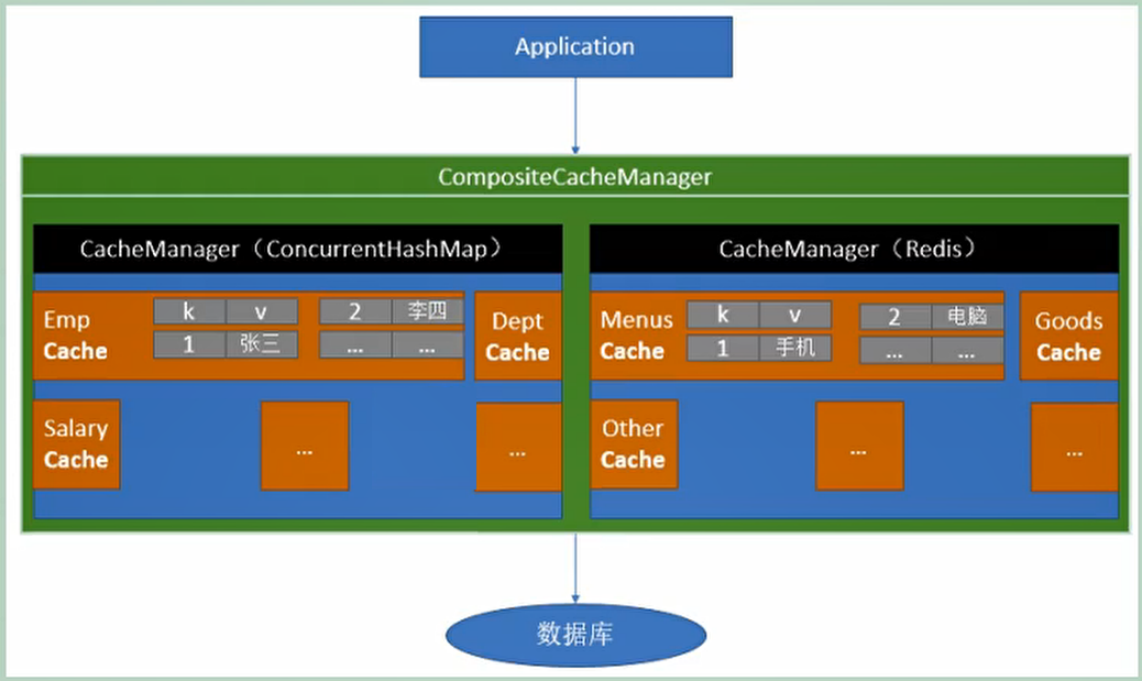 Application
CompositeCacheManager
CacheManager（ConcurrentHashMap）
Emp
Cache
k v
1 张三
2 李四
... ...
Dept
Cache
Salary
Cache
...
...
CacheManager（Redis）
Menus
Cache
k v
1 手机
2 电脑
... ...
Goods
Cache
Other
Cache
...
...
数据库